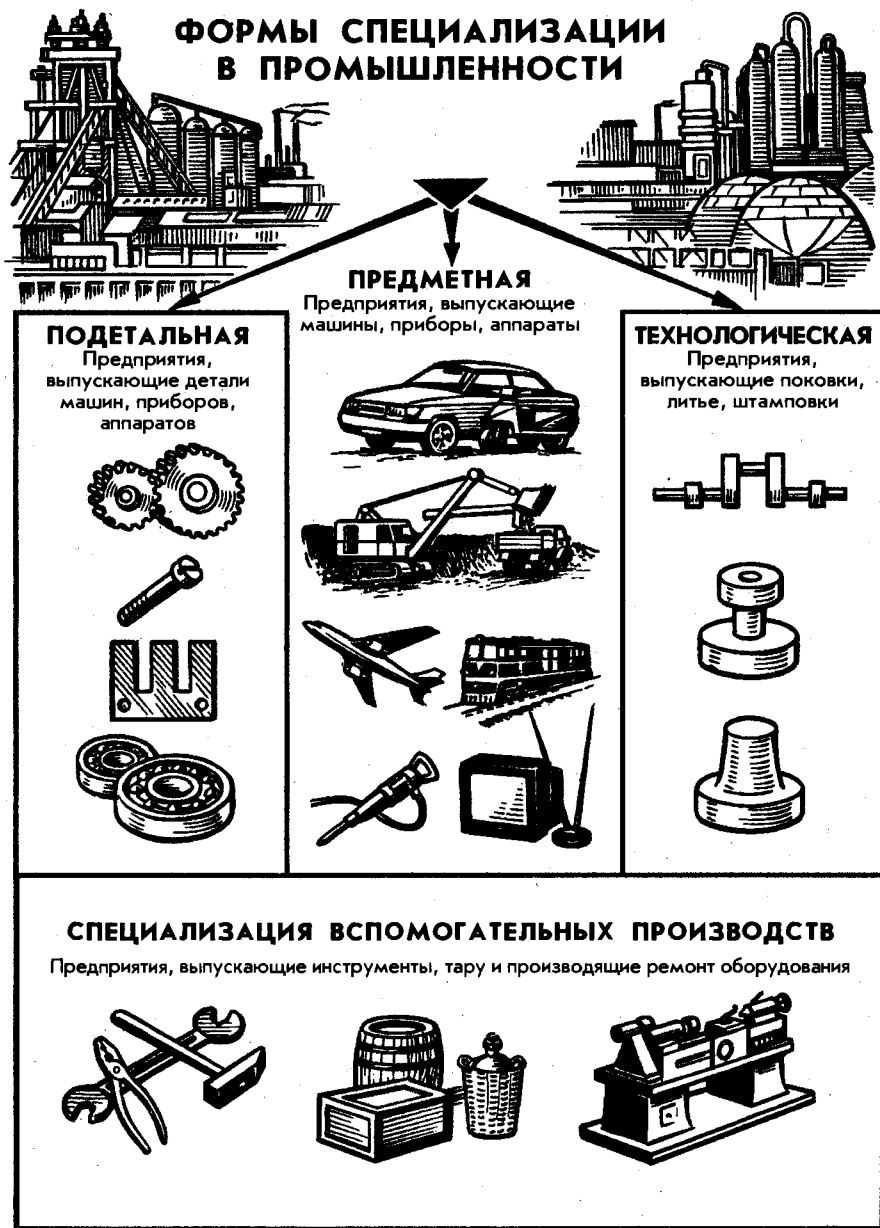 ФОРМЫ СПЕЦИАЛИЗАЦИИ
В ПРОМЫШЛЕННОСТИ
ПРЕДМЕТНАЯ
Предприятия, выпускающие
машины, приборы, аппараты
ПОДЕТАЛЬНАЯ
Предприятия,
выпускающие детали
машин, приборов,
аппаратов
ТЕХНОЛОГИЧЕСКАЯ
Предприятия,
выпускающие поковки,
литье, штамповки
СПЕЦИАЛИЗАЦИЯ ВСПОМОГАТЕЛЬНЫХ ПРОИЗВОДСТВ
Предприятия, выпускающие инструменты, тару и производящие ремонт оборудования